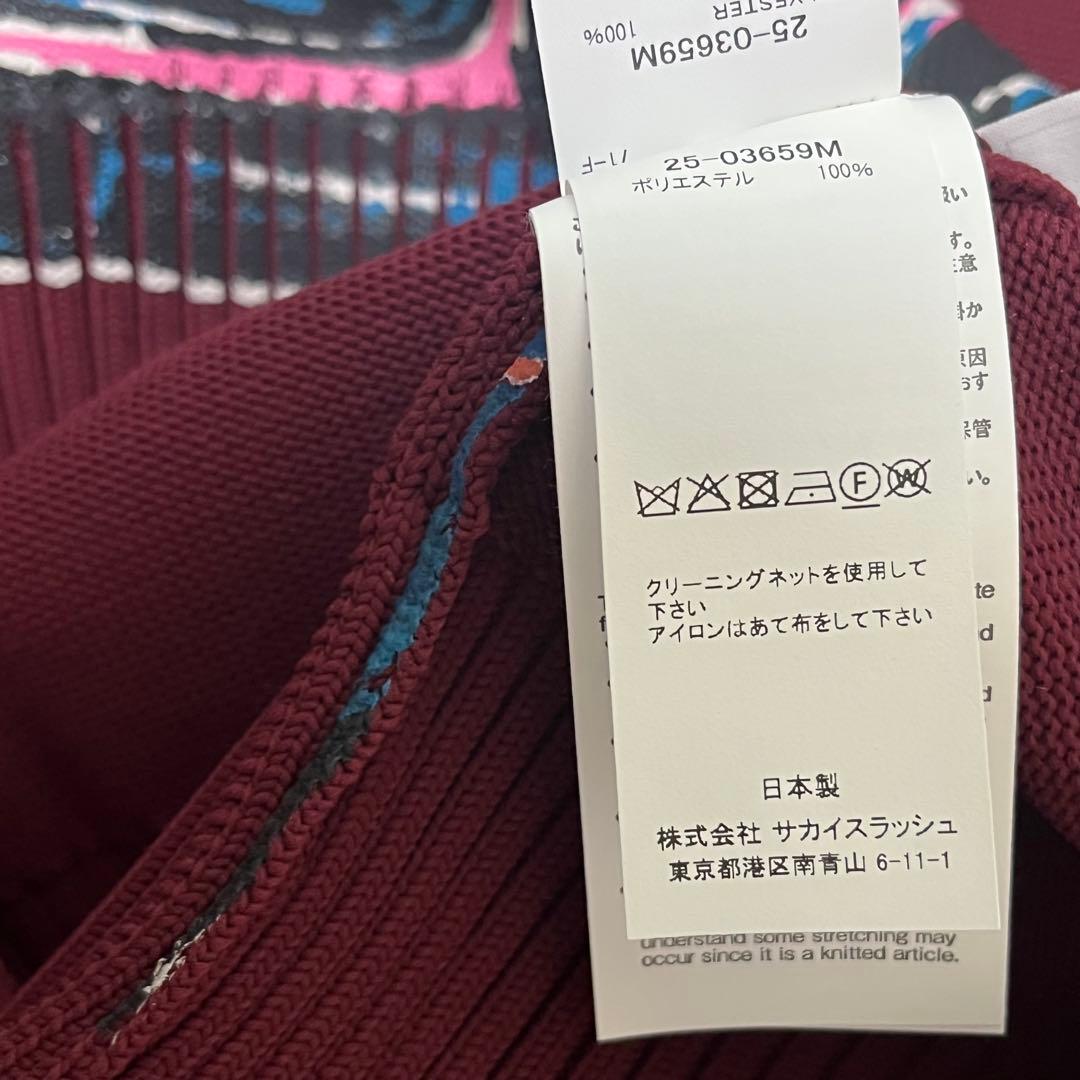 100%
25-03659M
25-03659M
ポリエステル 100%
す。
い。
te
クリーニングネットを使用して
下さい
アイロンはあて布をして下さい
日本製
株式会社 サカイスラッシュ
東京都港区南青山 6-11-1
understand some stretching may
occur since it is a knitted article.